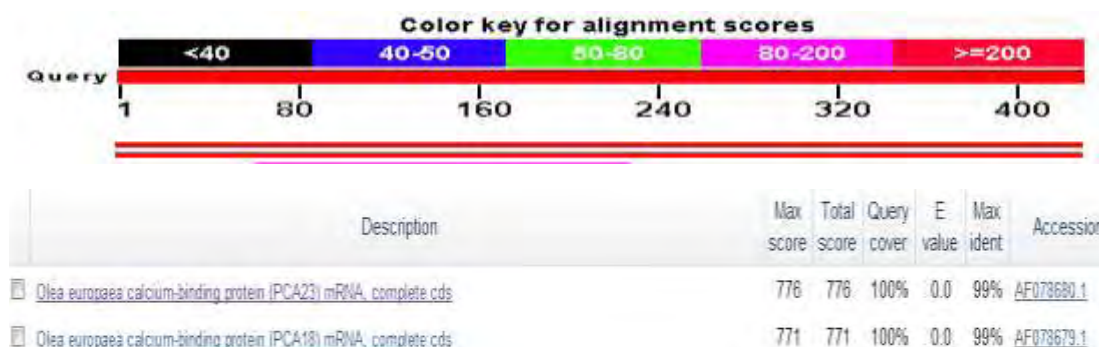 Color key for alignment scores
<40 40-50 50-80 80-200 >=200
Query
1 80 160 240 320 400
Description Max score Total score Query cover E value Max ident Accession
Olea europaea calcium-binding protein (PCA23) mRNA, complete cds 776 776 100% 0.0 99% AF078680.1
Olea europaea calcium-binding protein (PCA18) mRNA, complete cds 771 771 100% 0.0 99% AF078679.1